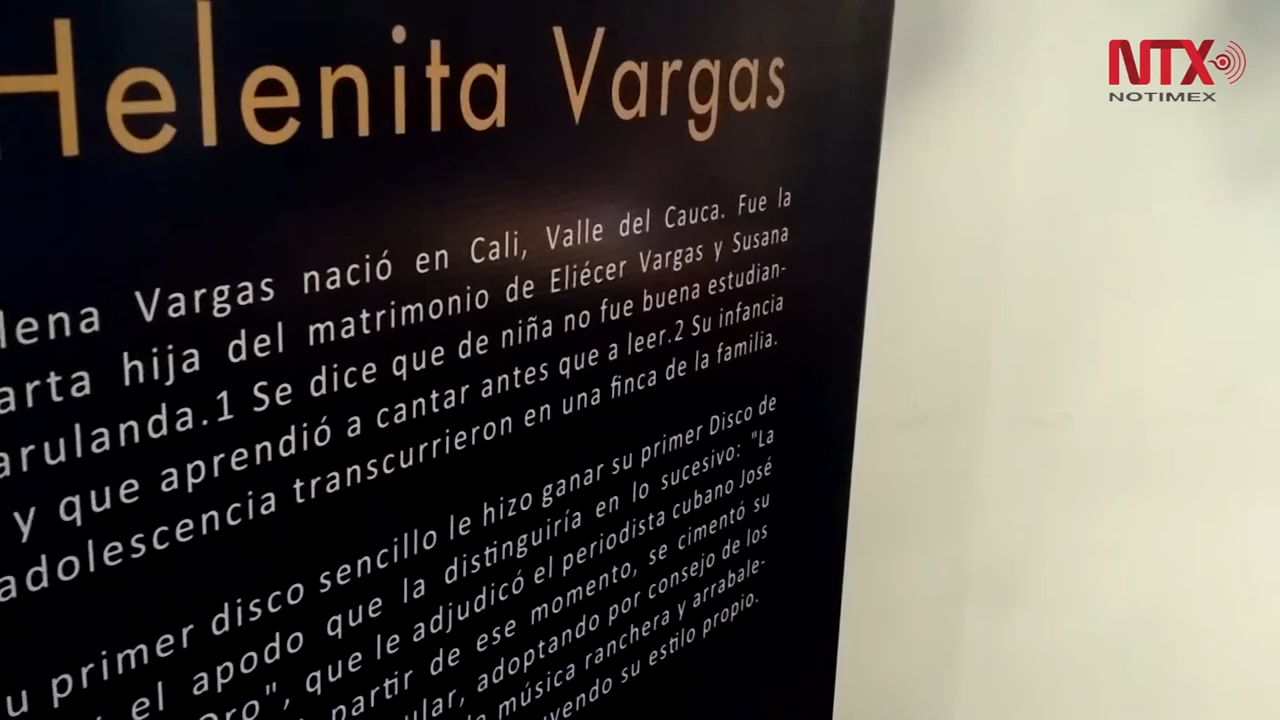 Helenita Vargas
NTX
NOTIMEX
Vargas nació en Cali, Valle del Cauca. Fue la
hija del matrimonio de Eliécer Vargas y Susana
arulanda.1 Se dice que de niña no fue buena estudian-
y que aprendió a cantar antes que a leer.2 Su infancia
adolescencia transcurrieron en una finca de la familia.
primer disco sencillo le hizo ganar su primer Disco de
el apodo que la distinguiría en lo sucesivo: "La
oro", que le adjudicó el periodista cubano José
partir de ese momento, se cimentó su
ular, adoptando por consejo de los
música ranchera y arrabale-
yendo su estilo propio.